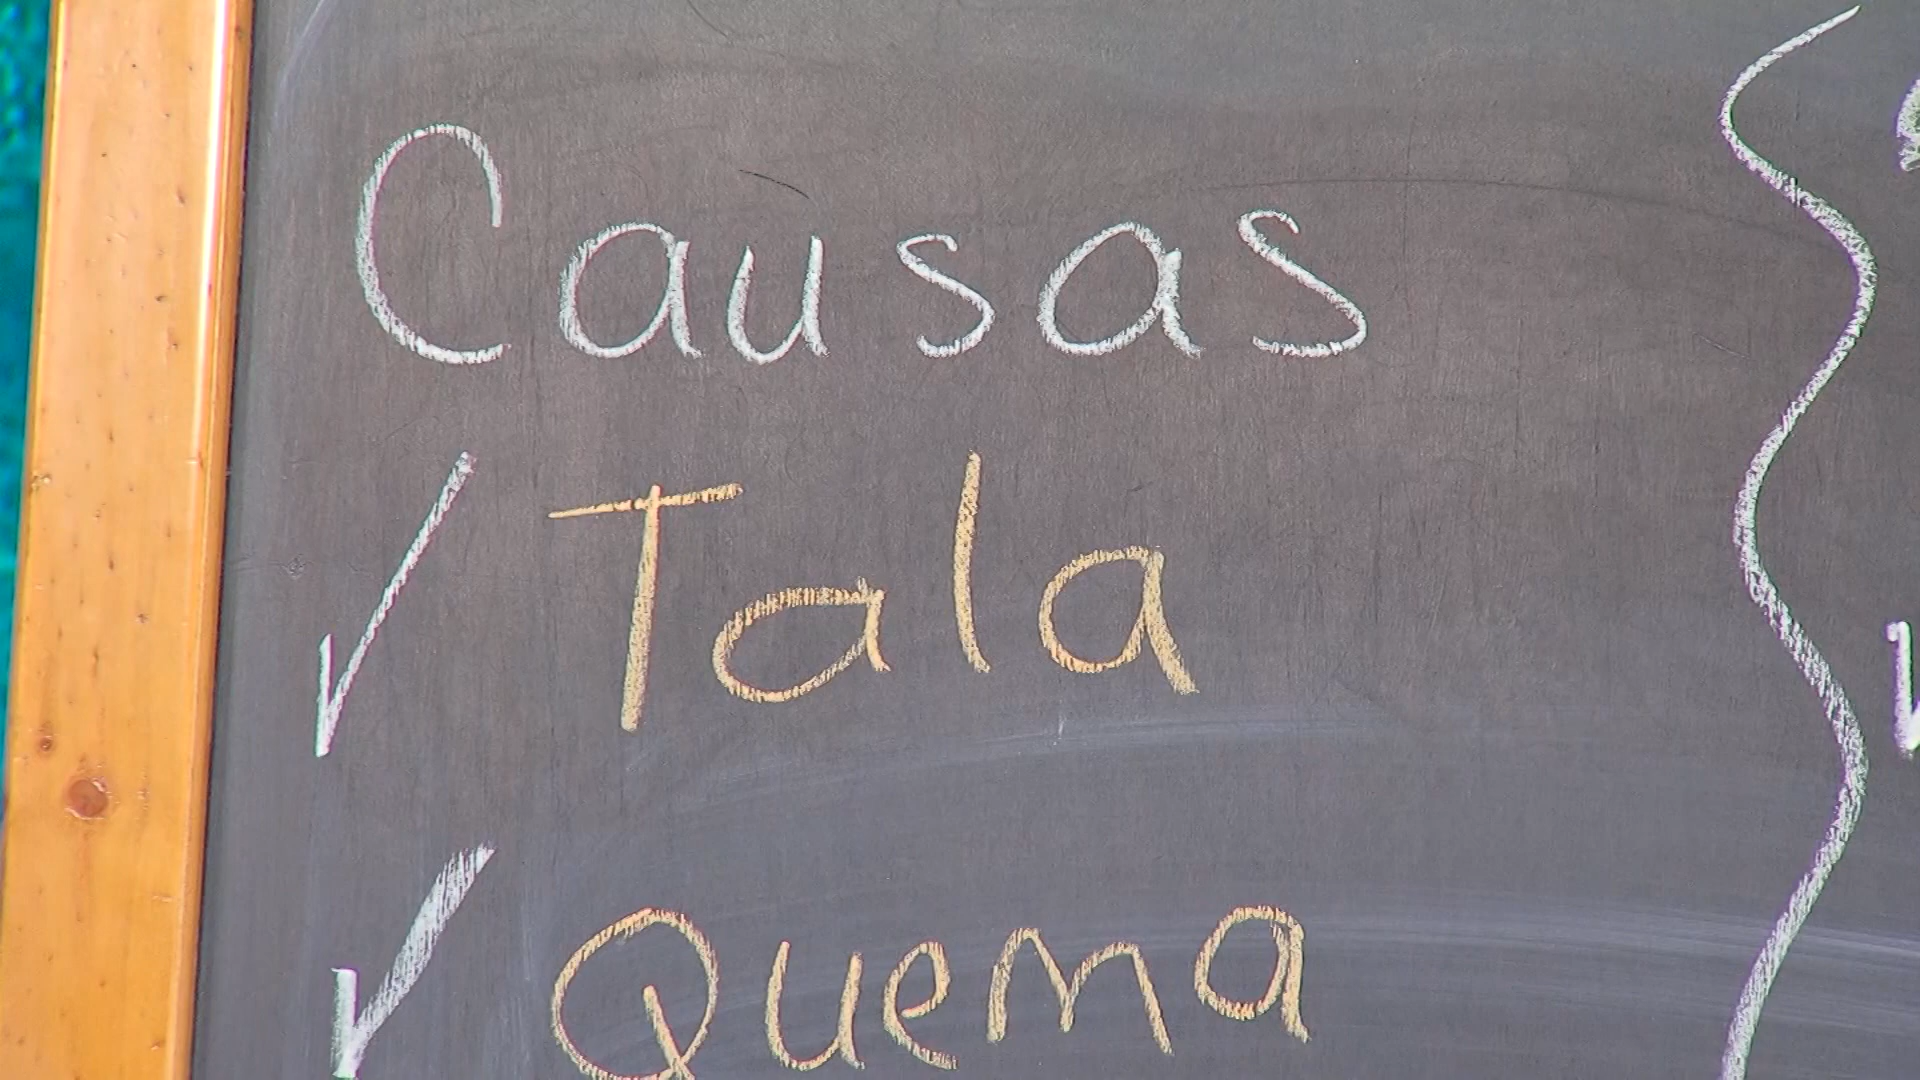 Causas
✓ Tala
✓ Quema